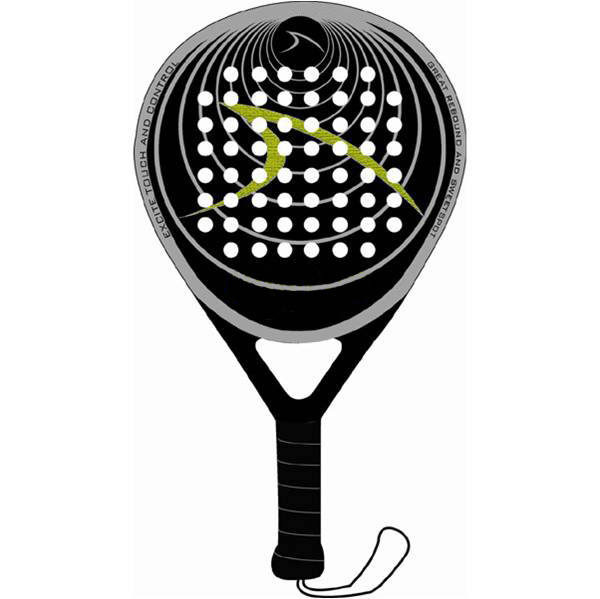 EXCITE TOUCH AND CONTROL
GREAT REBOUND AND SWEETSPOT